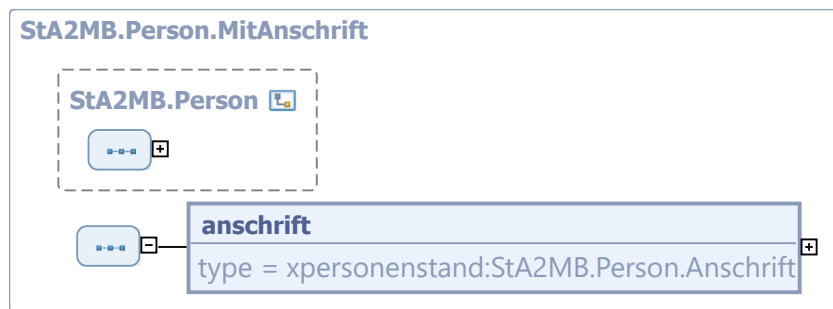 StA2MB.Person.MitAnschrift
StA2MB.Person
anschrift
type = xpersonenstand:StA2MB.Person.Anschrift